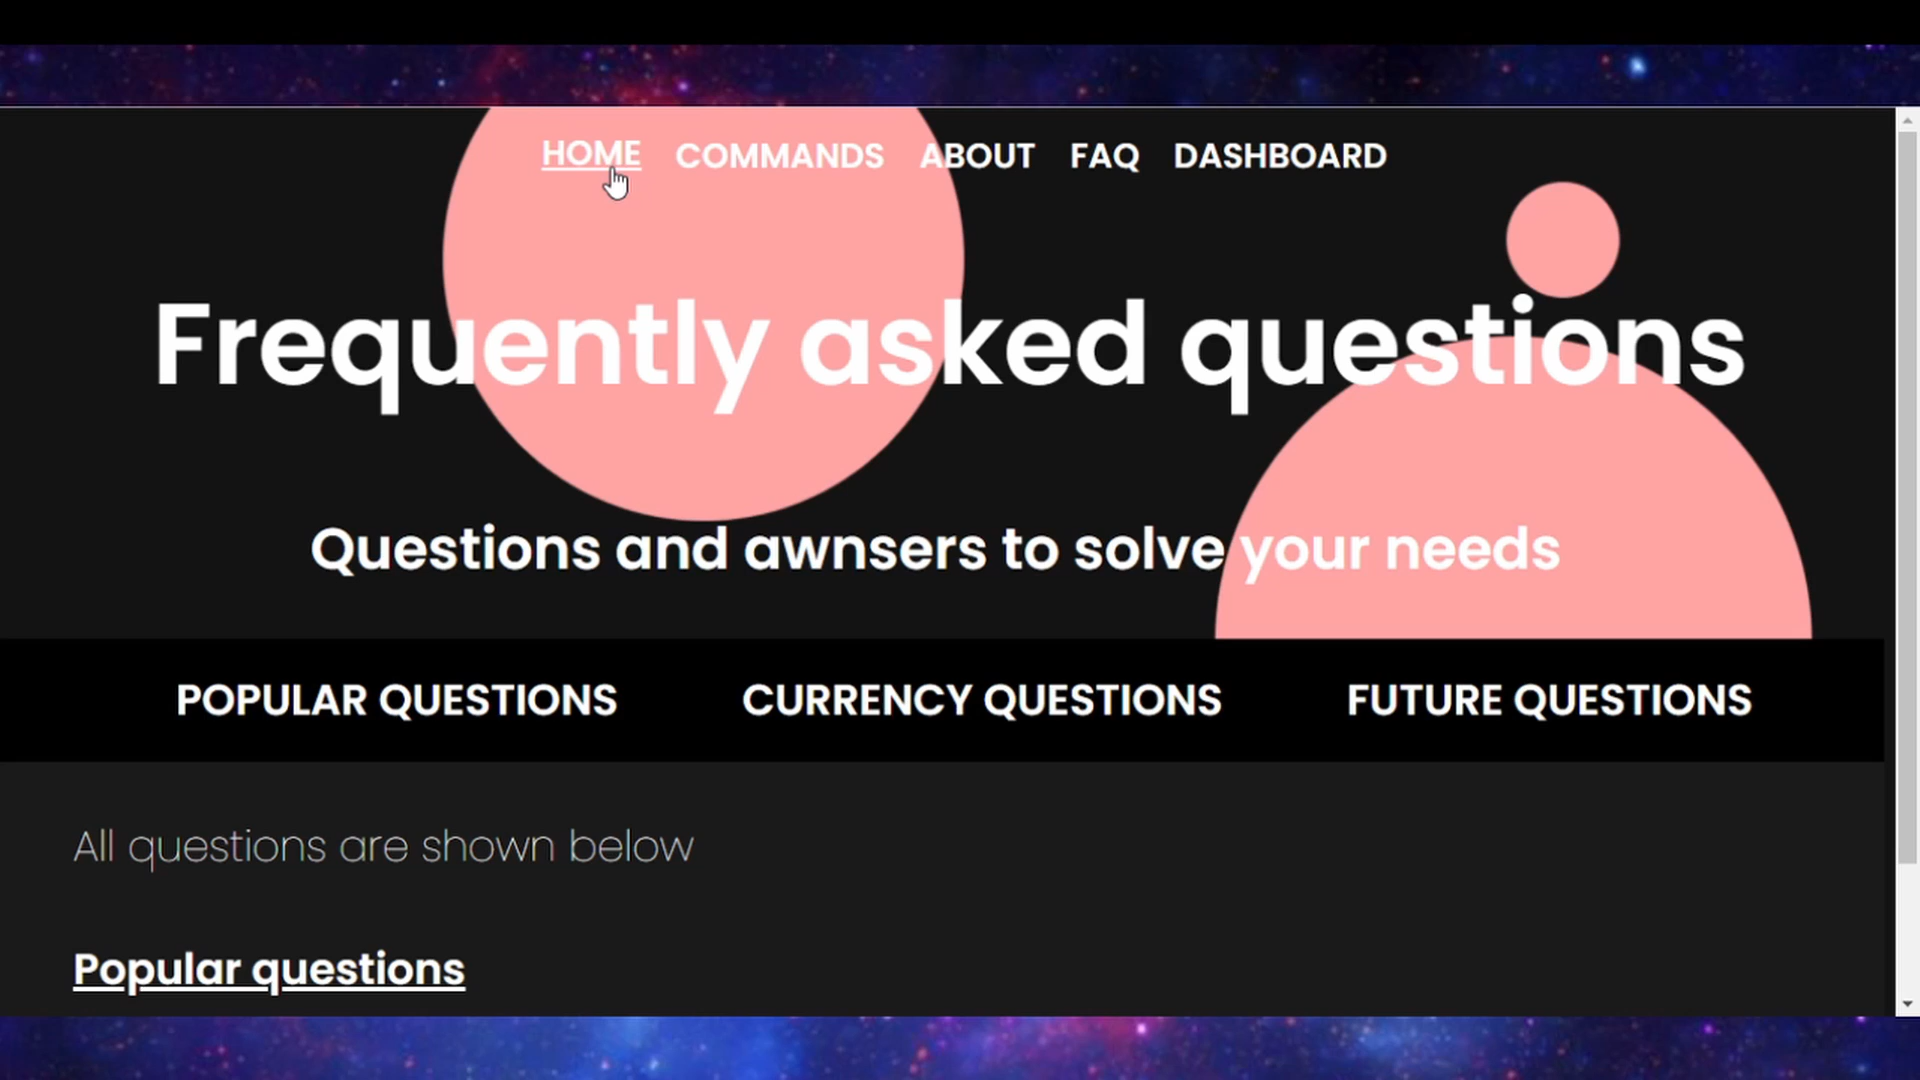 HOME COMMANDS ABOUT FAQ DASHBOARD
Frequently asked questions
Questions and awnsers to solve your needs
POPULAR QUESTIONS CURRENCY QUESTIONS FUTURE QUESTIONS
All questions are shown below
Popular questions